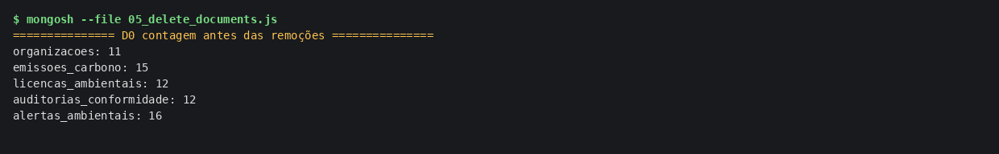 $ mongosh --file 05_delete_documents.js
=============== D0 contagem antes das remoções ===============
organizacoes: 11
emissoes_carbono: 15
licencas_ambientais: 12
auditorias_conformidade: 12
alertas_ambientais: 16